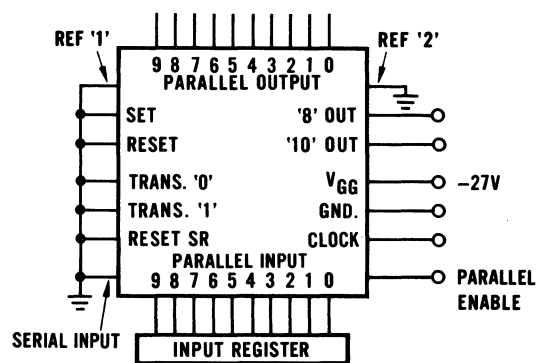 REF '1'
REF '2'
9 8 7 6 5 4 3 2 1 0
PARALLEL OUTPUT
SET
'8' OUT
RESET
'10' OUT
TRANS. '0'
VGG
-27V
TRANS. '1'
GND.
RESET SR
CLOCK
PARALLEL INPUT
9 8 7 6 5 4 3 2 1 0
PARALLEL
ENABLE
SERIAL INPUT
INPUT REGISTER